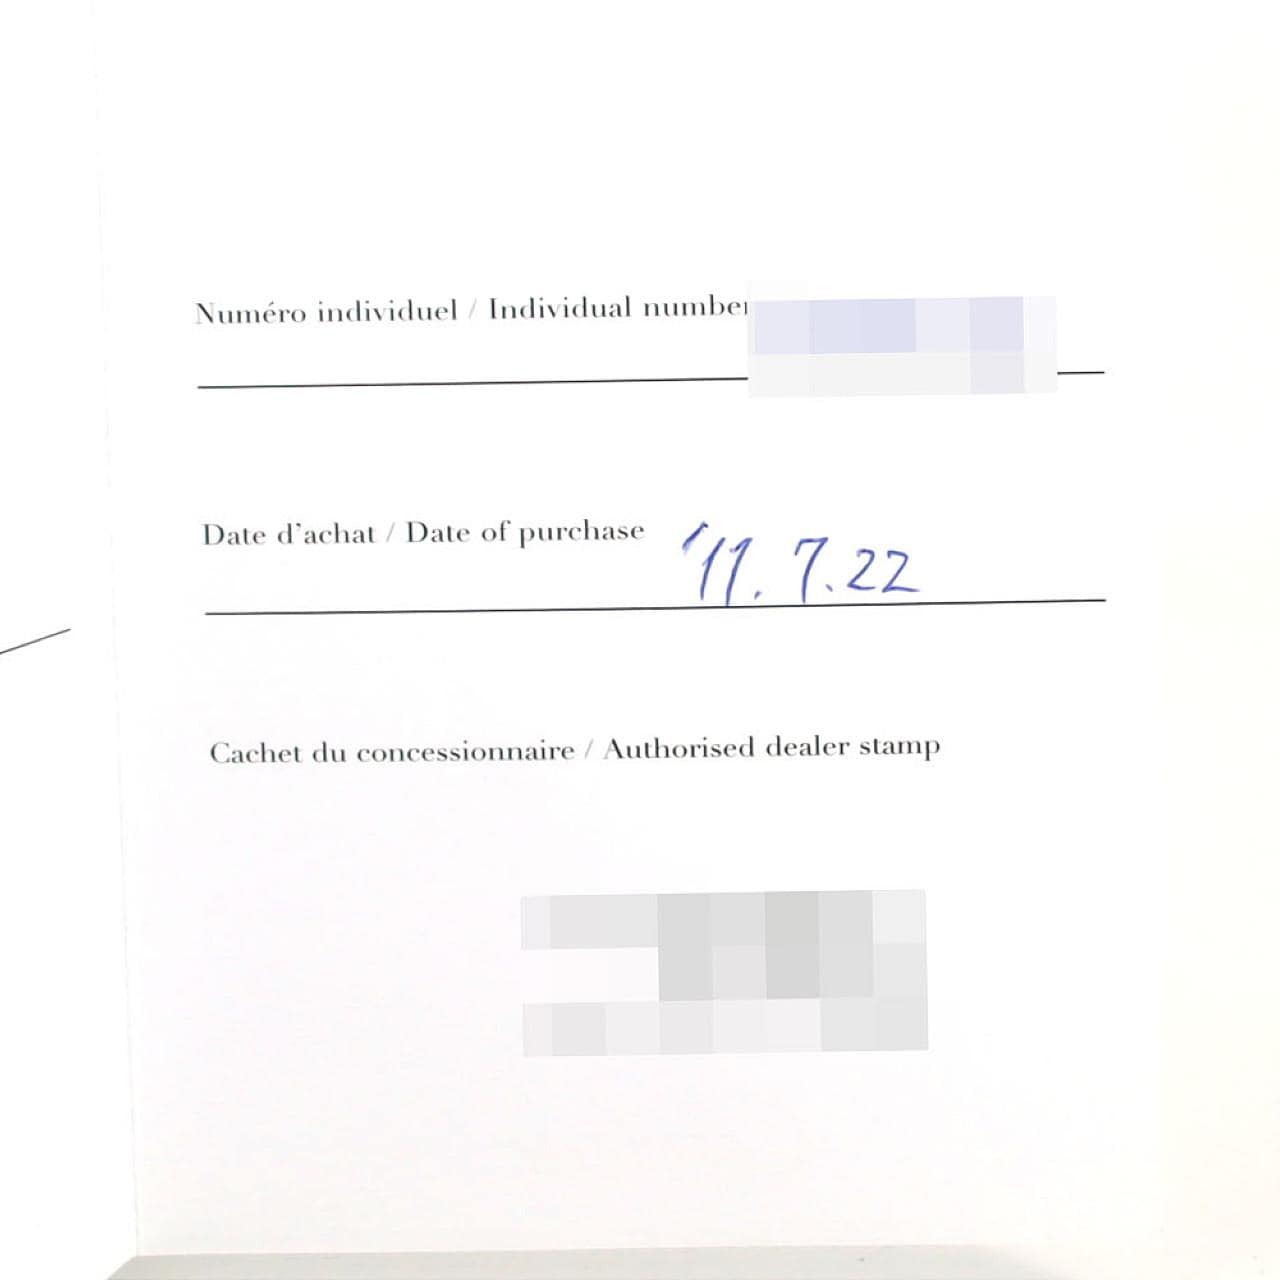 Numéro individuel / Individual number
Date d'achat / Date of purchase '11. 7. 22
Cachet du concessionnaire / Authorised dealer stamp